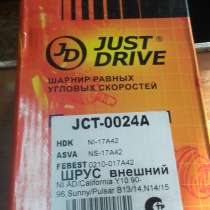 JD
JUST
DRIVE
ШАРНИР РАВНЫХ
УГЛОВЫХ СКОРОСТЕЙ
JCT-0024A
HDK NI-17A42
ASVA NS-17A42
FEBEST 0210-017A42
ШРУС внешний
NI AD/California Y10 90-
96,Sunny/Pulsar B13/14,N14/15